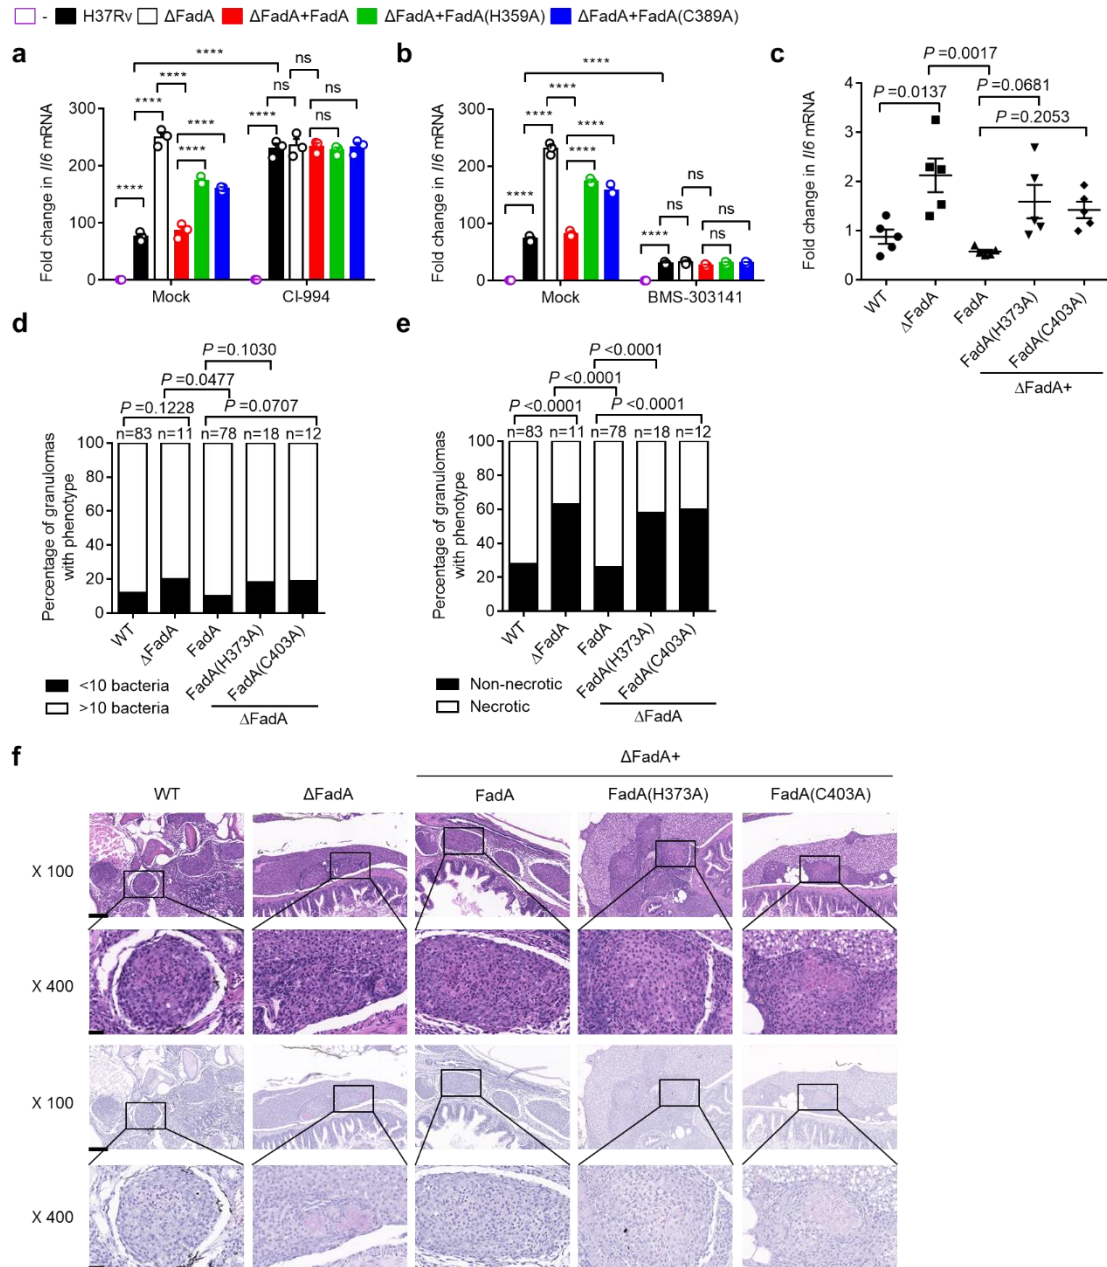 - H37Rv ΔFadA ΔFadA+FadA ΔFadA+FadA(H359A) ΔFadA+FadA(C389A)
a
Fold change in Il6 mRNA
300
200
100
0
**** **** **** **** **** **** **** ns ns ns ns
Mock CI-994
b
Fold change in Il6 mRNA
300
200
100
0
**** **** **** **** **** **** **** ns ns ns ns
Mock BMS-303141
c
Fold change in Il6 mRNA
4
3
2
1
0
P =0.0017
P =0.0137
P =0.0681
P =0.2053
WT ΔFadA FadA FadA(H373A) FadA(C403A)
ΔFadA+
d
P =0.1030
P =0.0477
P =0.1228 P =0.0707
n=83 n=11 n=78 n=18 n=12
Percentage of granulomas
with phenotype
100
80
60
40
20
0
WT ΔFadA FadA FadA(H373A) FadA(C403A)
ΔFadA
<10 bacteria
>10 bacteria
e
P <0.0001
P <0.0001
P <0.0001 P <0.0001
n=83 n=11 n=78 n=18 n=12
Percentage of granulomas
with phenotype
100
80
60
40
20
0
WT ΔFadA FadA FadA(H373A) FadA(C403A)
ΔFadA
Non-necrotic
Necrotic
f
ΔFadA+
WT ΔFadA FadA FadA(H373A) FadA(C403A)
X 100
X 400
X 100
X 400